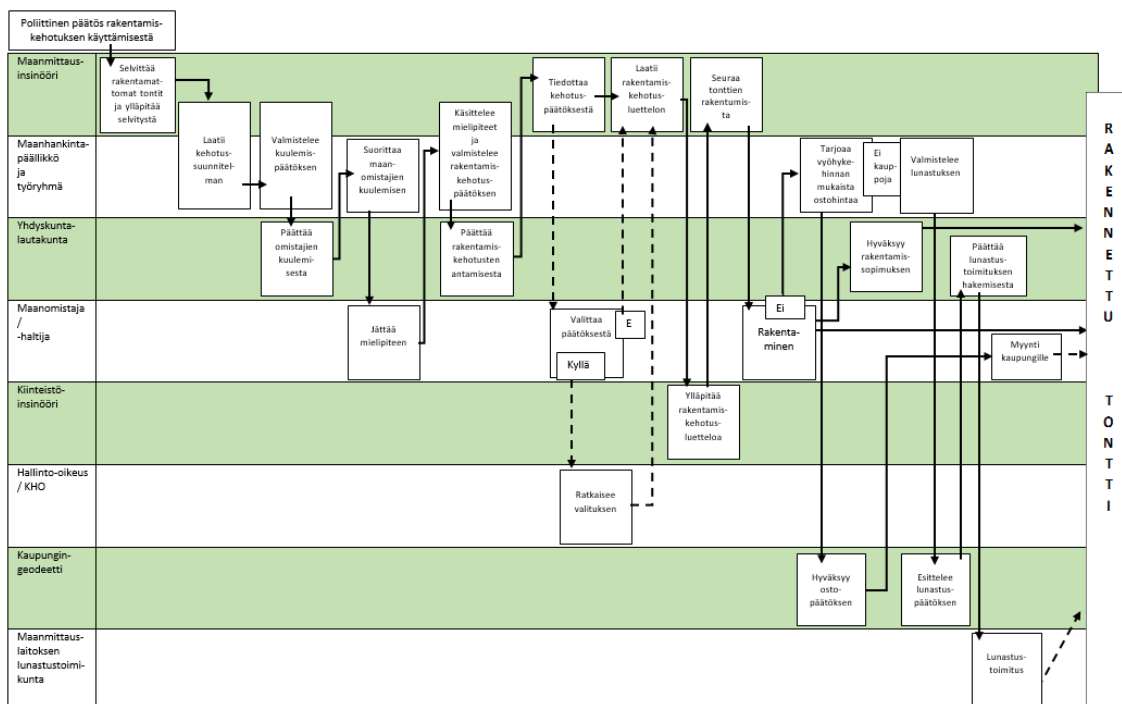 Poliittinen päätös rakentamis-
kehotuksen käyttämisestä
Maanmittaus-
insinööri
Selvittää
rakentamat-
tomat tontit
ja ylläpitää
selvitystä
Laatii
kehotus-
suunnitel-
man
Valmistelee
kuulemis-
päätöksen
Suorittaa
maan-
omistajien
kuulemisen
Käsittelee
mielipiteet
ja
valmistelee
rakentamis-
kehotus-
päätöksen
Tiedottaa
kehotus-
päätöksestä
Laatii
rakentamis-
kehotus-
luettelon
Seuraa
tonttien
rakentumis-
ta
Maanhankinta-
päällikkö
ja
työryhmä
Tarjoaa
vyöhyke-
hinnan
mukaista
ostohintaa
Ei
kaup-
poja
Valmistelee
lunastuksen
Yhdyskunta-
lautakunta
Päättää
omistajien
kuulemi-
sesta
Päättää
rakentamis-
kehotusten
antamisesta
Hyväksyy
rakentamis-
sopimuksen
Päättää
lunastus-
toimituksen
hakemisesta
Maanomistaja
/
-haltija
Jättää
mielipiteen
Valittaa
päätöksestä
E
Kyllä
Ei
Rakenta-
minen
Myynti
kaupungille
Kiinteistö-
insinööri
Ylläpitää
rakentamis-
kehotus-
luetteloa
Hallinto-oikeus
/ KHO
Ratkaisee
valituksen
Kaupungin-
geodeetti
Hyväksyy
osto-
päätöksen
Esittelee
lunastus-
päätöksen
Maanmittaus-
laitoksen
lunastustoimi-
kunta
Lunastus-
toimitus
R
A
K
E
N
N
E
T
T
U
T
O
N
T
T
I